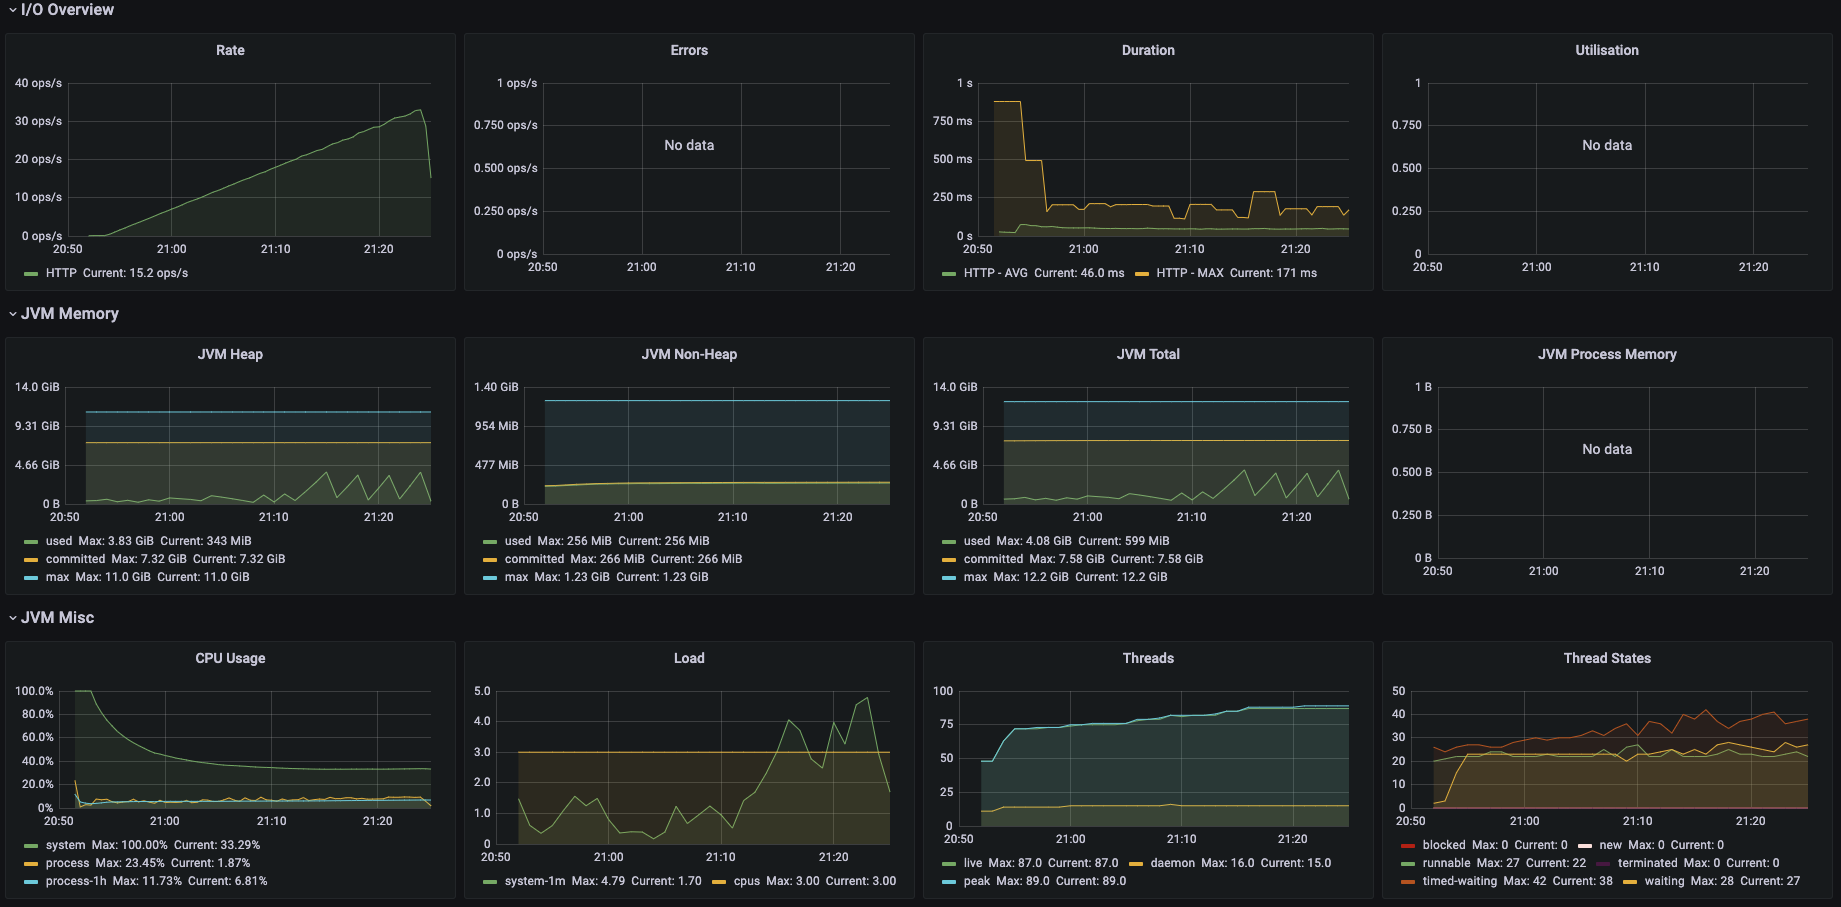 I/O Overview
Rate
40 ops/s
30 ops/s
20 ops/s
10 ops/s
0 ops/s
20:50 21:00 21:10 21:20
HTTP Current: 15.2 ops/s
Errors
1 ops/s
0.750 ops/s
0.500 ops/s
0.250 ops/s
0 ops/s
No data
20:50 21:00 21:10 21:20
Duration
1 s
750 ms
500 ms
250 ms
0 s
20:50 21:00 21:10 21:20
HTTP - AVG Current: 46.0 ms HTTP - MAX Current: 171 ms
Utilisation
1
0.750
0.500
0.250
0
No data
20:50 21:00 21:10 21:20
JVM Memory
JVM Heap
14.0 GiB
9.31 GiB
4.66 GiB
0 B
20:50 21:00 21:10 21:20
used Max: 3.83 GiB Current: 343 MiB
committed Max: 7.32 GiB Current: 7.32 GiB
max Max: 11.0 GiB Current: 11.0 GiB
JVM Non-Heap
1.40 GiB
954 MiB
477 MiB
0 B
20:50 21:00 21:10 21:20
used Max: 256 MiB Current: 256 MiB
committed Max: 266 MiB Current: 266 MiB
max Max: 1.23 GiB Current: 1.23 GiB
JVM Total
14.0 GiB
9.31 GiB
4.66 GiB
0 B
20:50 21:00 21:10 21:20
used Max: 4.08 GiB Current: 599 MiB
committed Max: 7.58 GiB Current: 7.58 GiB
max Max: 12.2 GiB Current: 12.2 GiB
JVM Process Memory
1 B
0.750 B
0.500 B
0.250 B
0 B
No data
20:50 21:00 21:10 21:20
JVM Misc
CPU Usage
100.0%
80.0%
60.0%
40.0%
20.0%
0%
20:50 21:00 21:10 21:20
system Max: 100.00% Current: 33.29%
process Max: 23.45% Current: 1.87%
process-1h Max: 11.73% Current: 6.81%
Load
5.0
4.0
3.0
2.0
1.0
0
20:50 21:00 21:10 21:20
system-1m Max: 4.79 Current: 1.70 cpus Max: 3.00 Current: 3.00
Threads
100
75
50
25
0
20:50 21:00 21:10 21:20
live Max: 87.0 Current: 87.0 daemon Max: 16.0 Current: 15.0
peak Max: 89.0 Current: 89.0
Thread States
50
40
30
20
10
0
20:50 21:00 21:10 21:20
blocked Max: 0 Current: 0 new Max: 0 Current: 0
runnable Max: 27 Current: 22 terminated Max: 0 Current: 0
timed-waiting Max: 42 Current: 38 waiting Max: 28 Current: 27